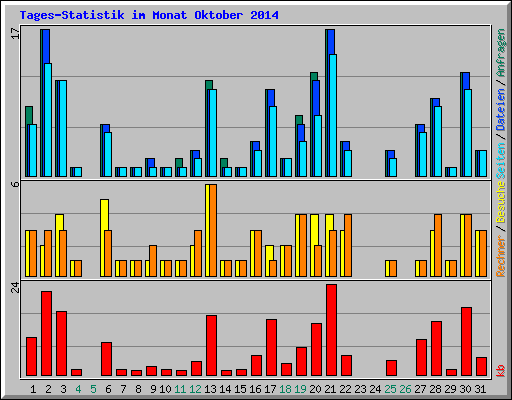 Tages-Statistik im Monat Oktober 2014
17
6
24
Rechner / Besuche Seiten / Dateien / Anfragen
kb
1 2 3 4 5 6 7 8 9 10 11 12 13 14 15 16 17 18 19 20 21 22 23 24 25 26 27 28 29 30 31